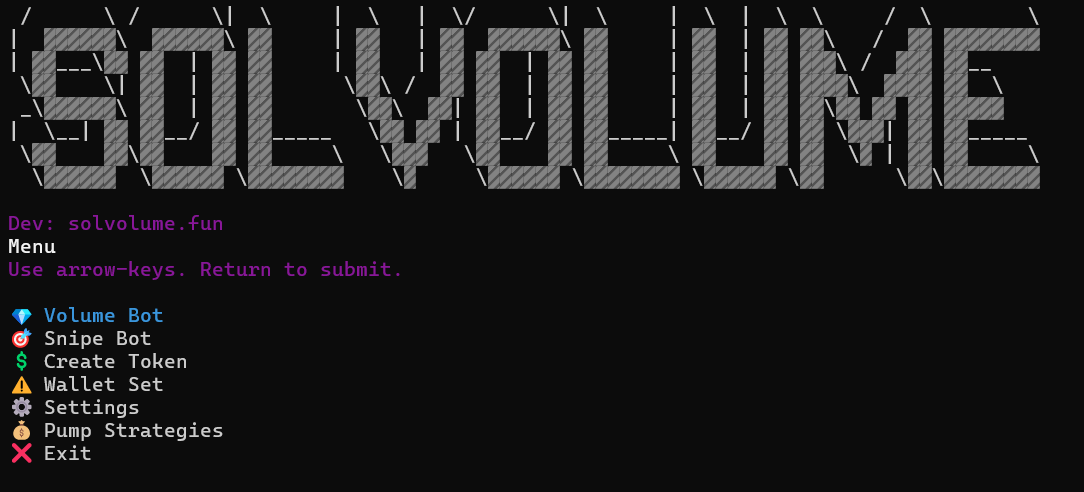 SOLVOLUME
Dev: solvolume.fun
Menu
Use arrow-keys. Return to submit.
Volume Bot
Snipe Bot
Create Token
Wallet Set
Settings
Pump Strategies
Exit